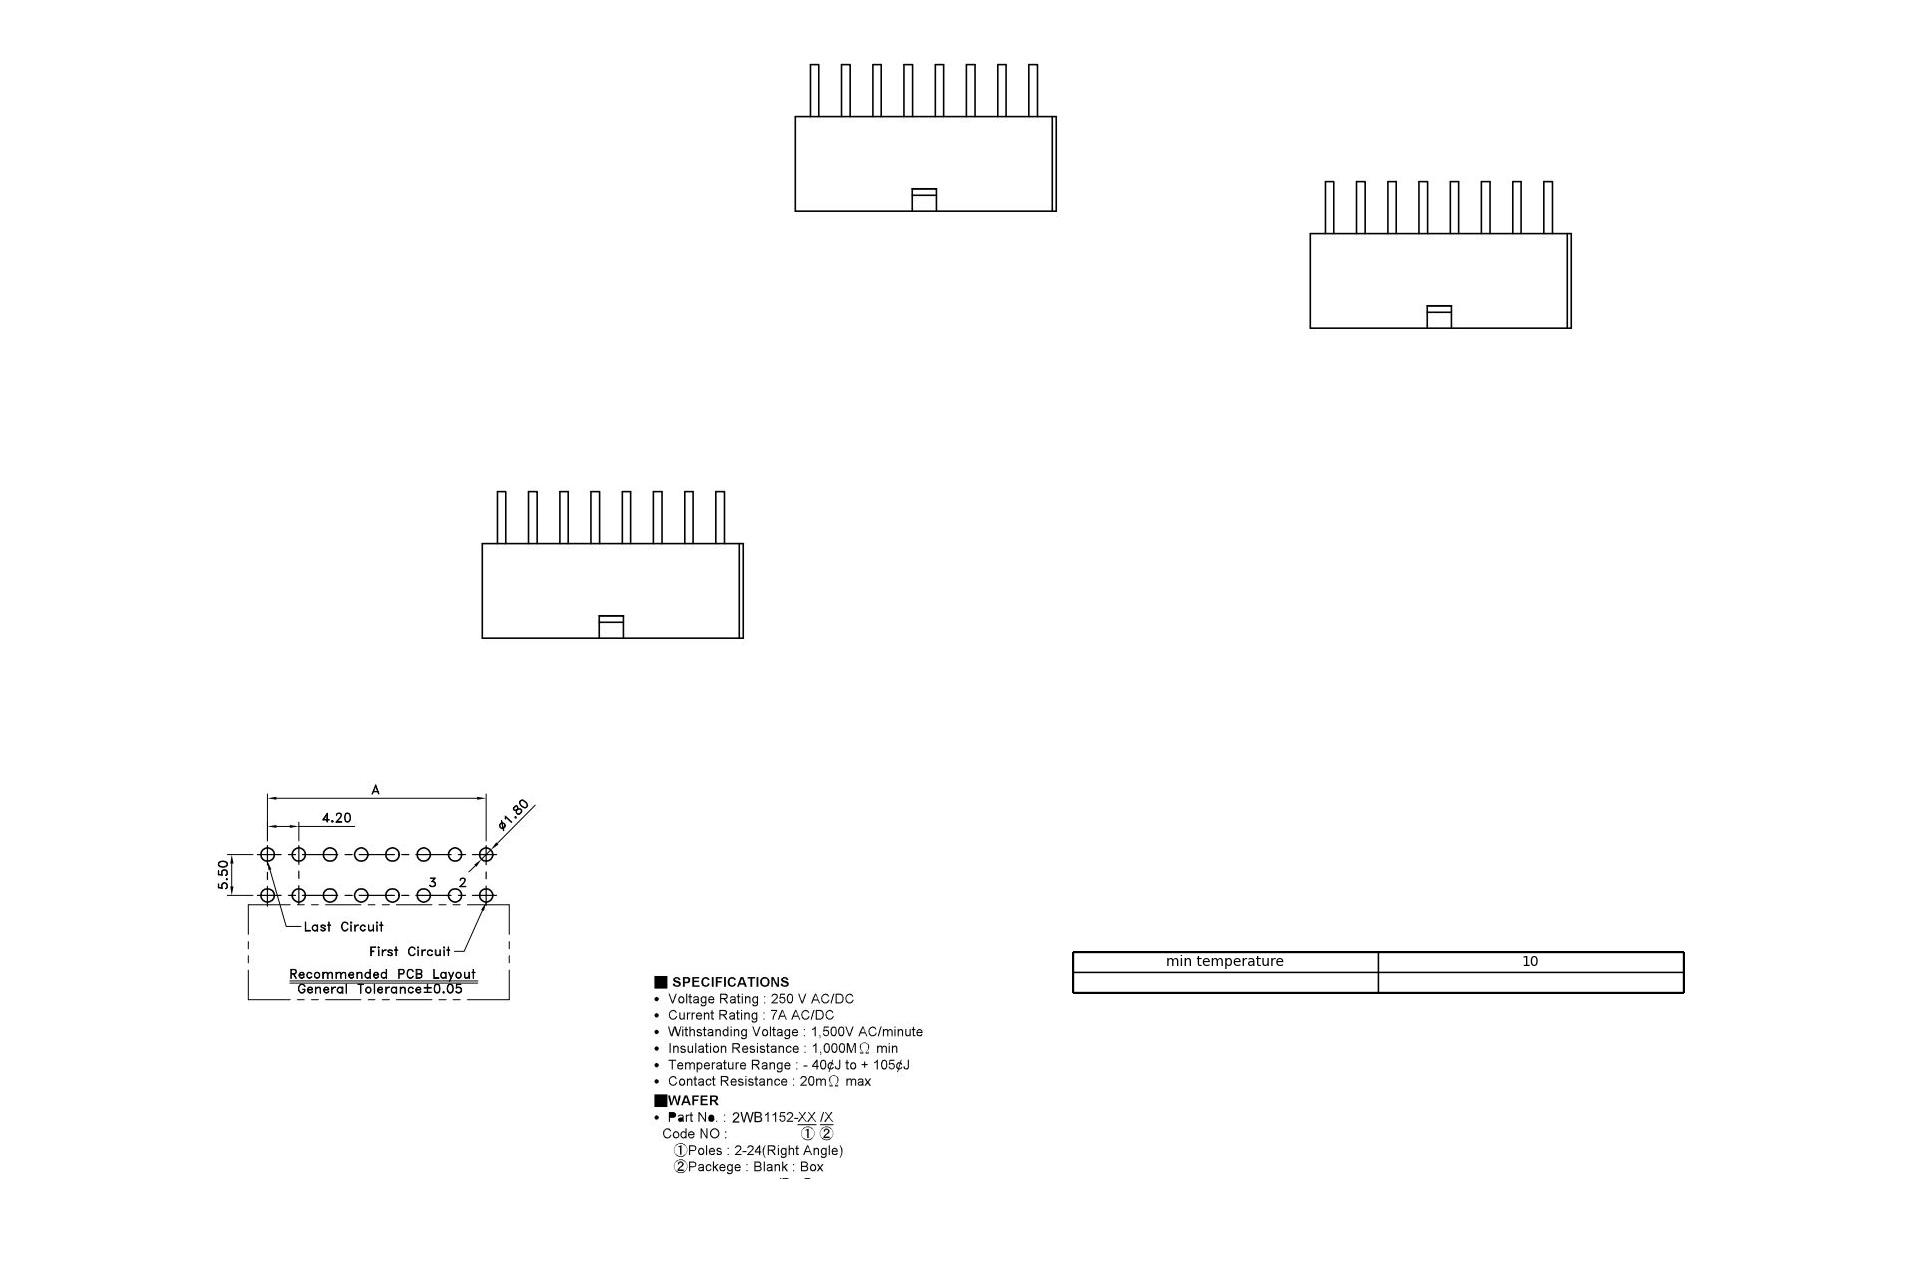 A
4.20
ø1.80
5.50
3 2
Last Circuit
First Circuit
Recommended PCB Layout
General Tolerance±0.05
■ SPECIFICATIONS
• Voltage Rating : 250 V AC/DC
• Current Rating : 7A AC/DC
• Withstanding Voltage : 1,500V AC/minute
• Insulation Resistance : 1,000MΩ min
• Temperature Range : - 40¢J to + 105¢J
• Contact Resistance : 20mΩ max
■WAFER
• Part No. : 2WB1152-XX /X
Code NO : ① ②
①Poles : 2-24(Right Angle)
②Packege : Blank : Box
min temperature 10